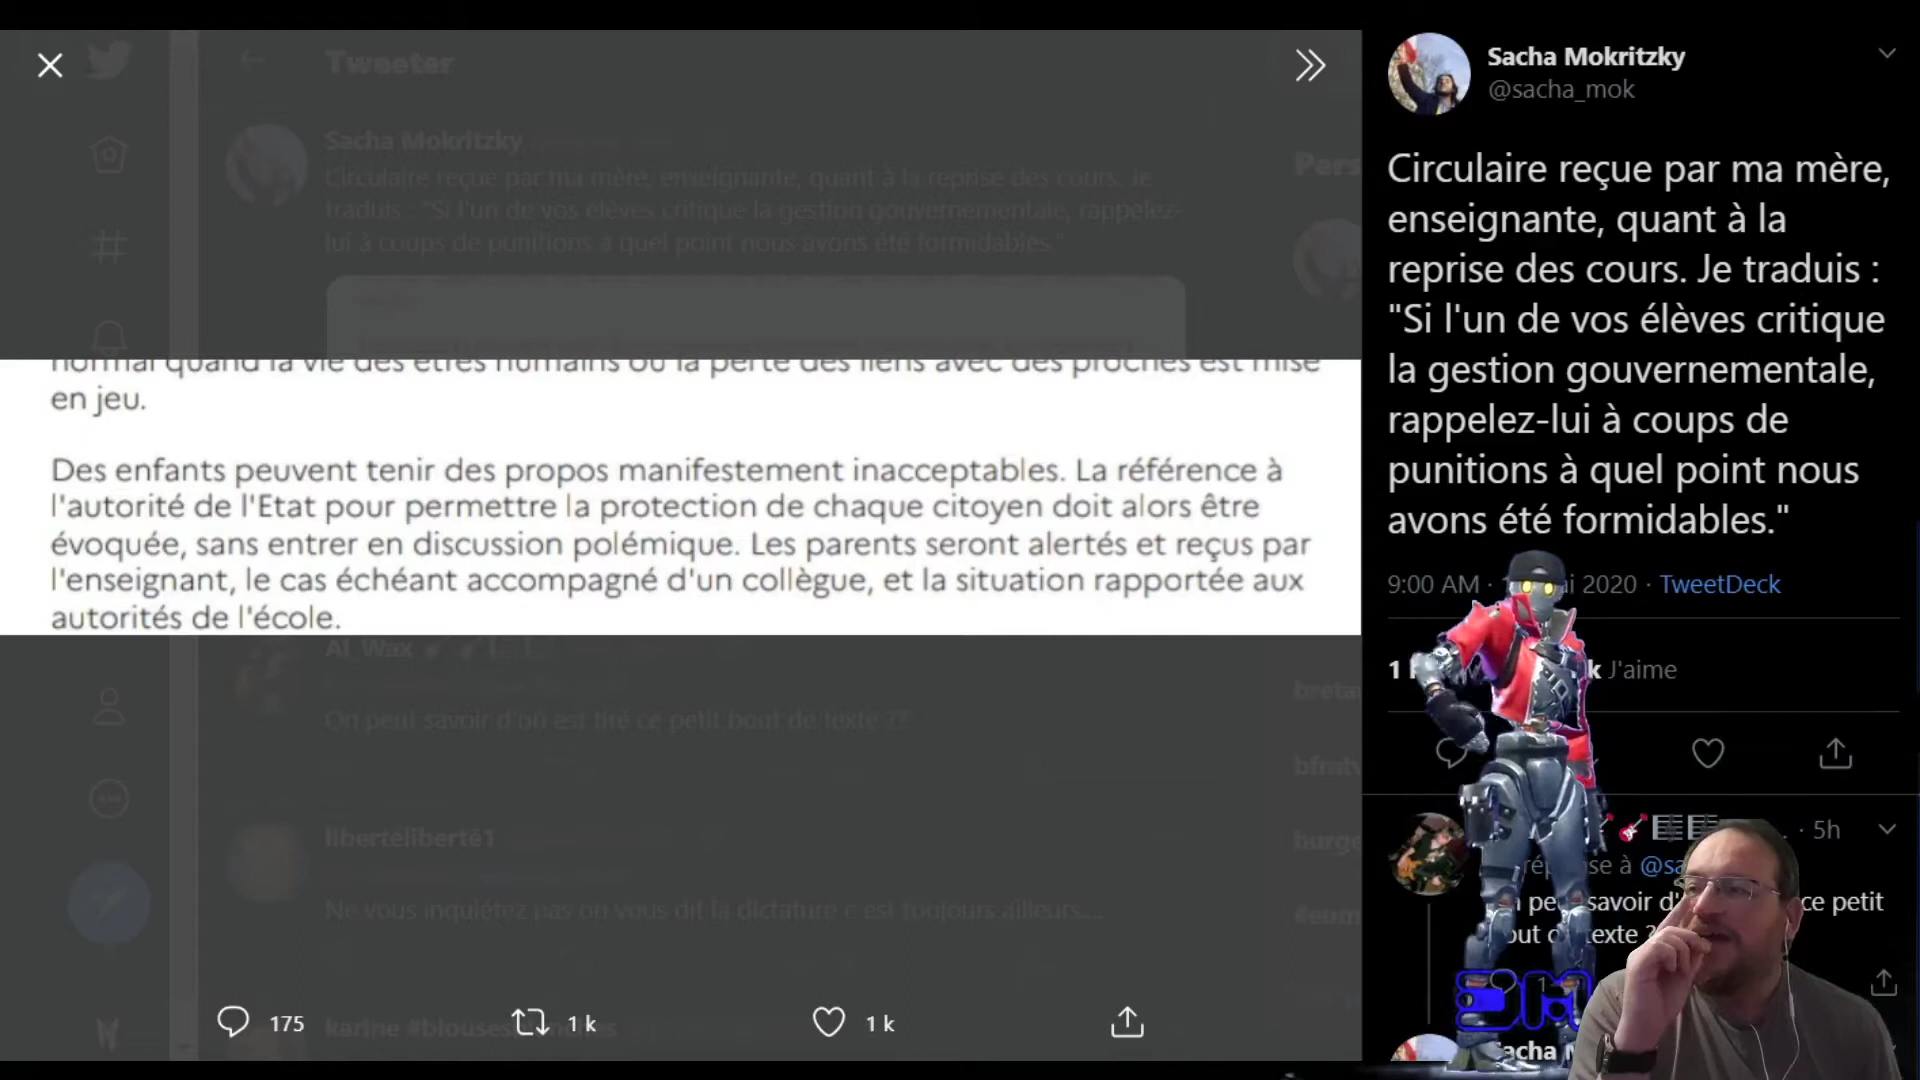 Tweeter
Sacha Mokritzky
Circulaire reçue par ma mère, enseignante, quant à la reprise des cours. Je
traduis : "Si l'un de vos élèves critique la gestion gouvernementale, rappelez-
lui à coups de punitions à quel point nous avons été formidables."
Pers
normal quand la vie des êtres humains ou la perte des liens avec des proches est mise
en jeu.
Des enfants peuvent tenir des propos manifestement inacceptables. La référence à
l'autorité de l'Etat pour permettre la protection de chaque citoyen doit alors être
évoquée, sans entrer en discussion polémique. Les parents seront alertés et reçus par
l'enseignant, le cas échéant accompagné d'un collègue, et la situation rapportée aux
autorités de l'école.
Al Wax
On peut savoir d'où est tiré ce petit bout de texte ??
liberteliberté1
Ne vous inquiétez pas on vous dit la dictature c est toujours ailleurs....
karine #blouses
175
1 k
1 k
Sacha Mokritzky
@sacha_mok
Circulaire reçue par ma mère,
enseignante, quant à la
reprise des cours. Je traduis :
"Si l'un de vos élèves critique
la gestion gouvernementale,
rappelez-lui à coups de
punitions à quel point nous
avons été formidables."
9:00 AM · 2020 · TweetDeck
1 k J'aime
· 5h
@sa
savoir d' ce petit
texte ?